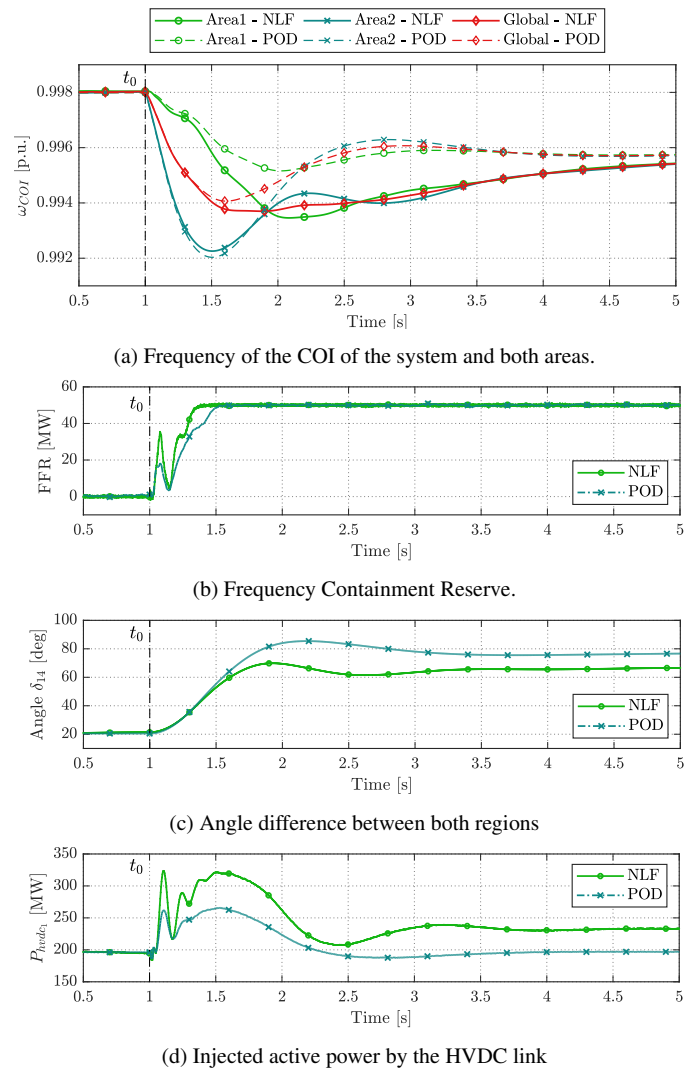 Area1 - NLF Area2 - NLF Global - NLF
Area1 - POD Area2 - POD Global - POD
t0
0.998
0.996
0.994
0.992
ωCOI [p.u.]
0.5 1 1.5 2 2.5 3 3.5 4 4.5 5
Time [s]
(a) Frequency of the COI of the system and both areas.
t0
60
40
20
0
FFR [MW]
NLF
POD
0.5 1 1.5 2 2.5 3 3.5 4 4.5 5
Time [s]
(b) Frequency Containment Reserve.
t0
100
80
60
40
20
Angle δ14 [deg]
NLF
POD
0.5 1 1.5 2 2.5 3 3.5 4 4.5 5
Time [s]
(c) Angle difference between both regions
t0
350
300
250
200
150
Phvdc1 [MW]
NLF
POD
0.5 1 1.5 2 2.5 3 3.5 4 4.5 5
Time [s]
(d) Injected active power by the HVDC link